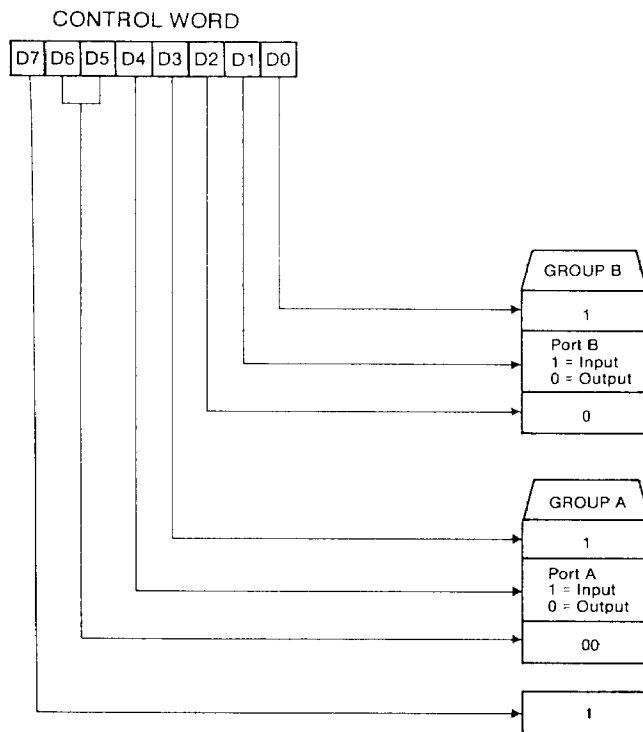 CONTROL WORD
D7 D6 D5 D4 D3 D2 D1 D0
GROUP B
1
Port B
1 = Input
0 = Output
0
GROUP A
1
Port A
1 = Input
0 = Output
00
1